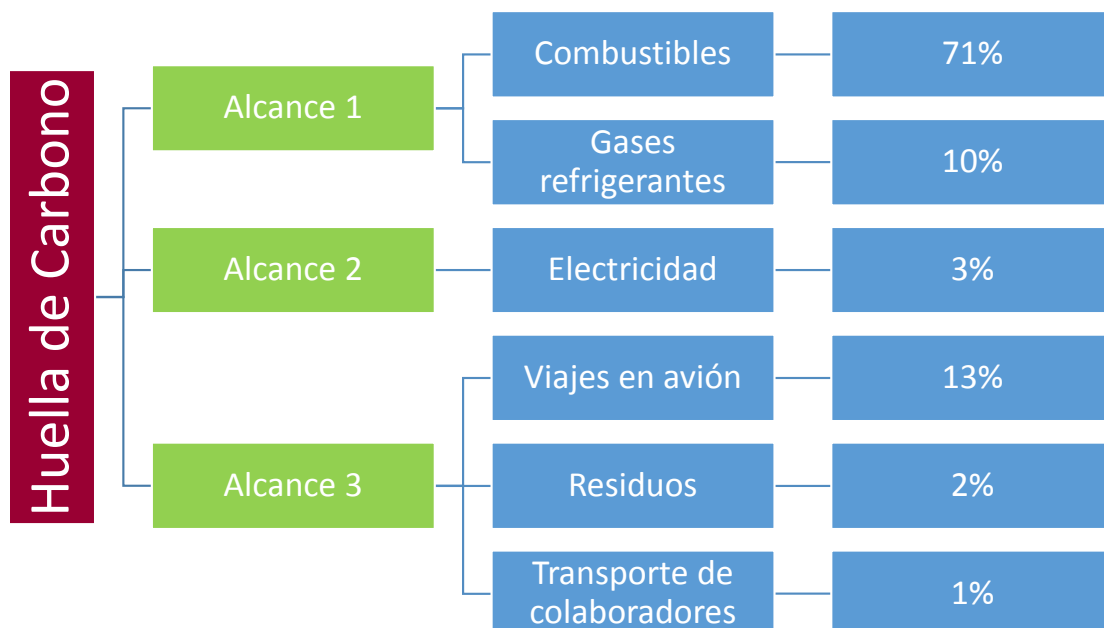 Huella de Carbono
Alcance 1
Combustibles
71%
Gases
refrigerantes
10%
Alcance 2
Electricidad
3%
Alcance 3
Viajes en avión
13%
Residuos
2%
Transporte de
colaboradores
1%